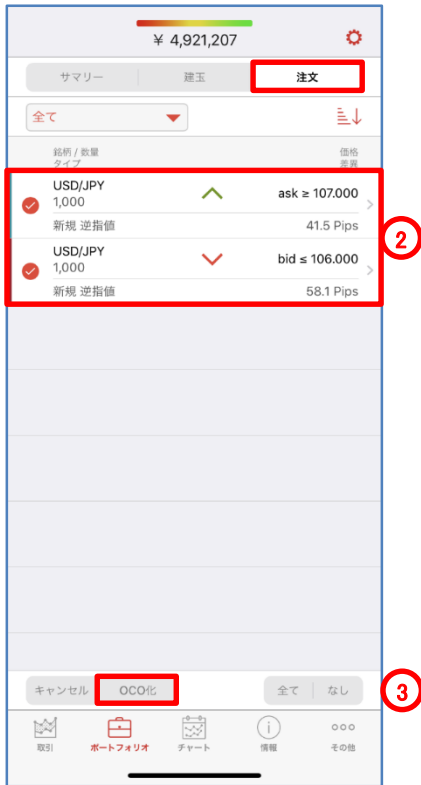 ¥ 4,921,207
サマリー 建玉 注文
全て
銘柄 / 数量 価格
タイプ 差異
USD/JPY ask ≥ 107.000
1,000
新規 逆指値 41.5 Pips
②
USD/JPY bid ≤ 106.000
1,000
新規 逆指値 58.1 Pips
キャンセル OCO化 全て なし
③
取引 ポートフォリオ チャート 情報 その他